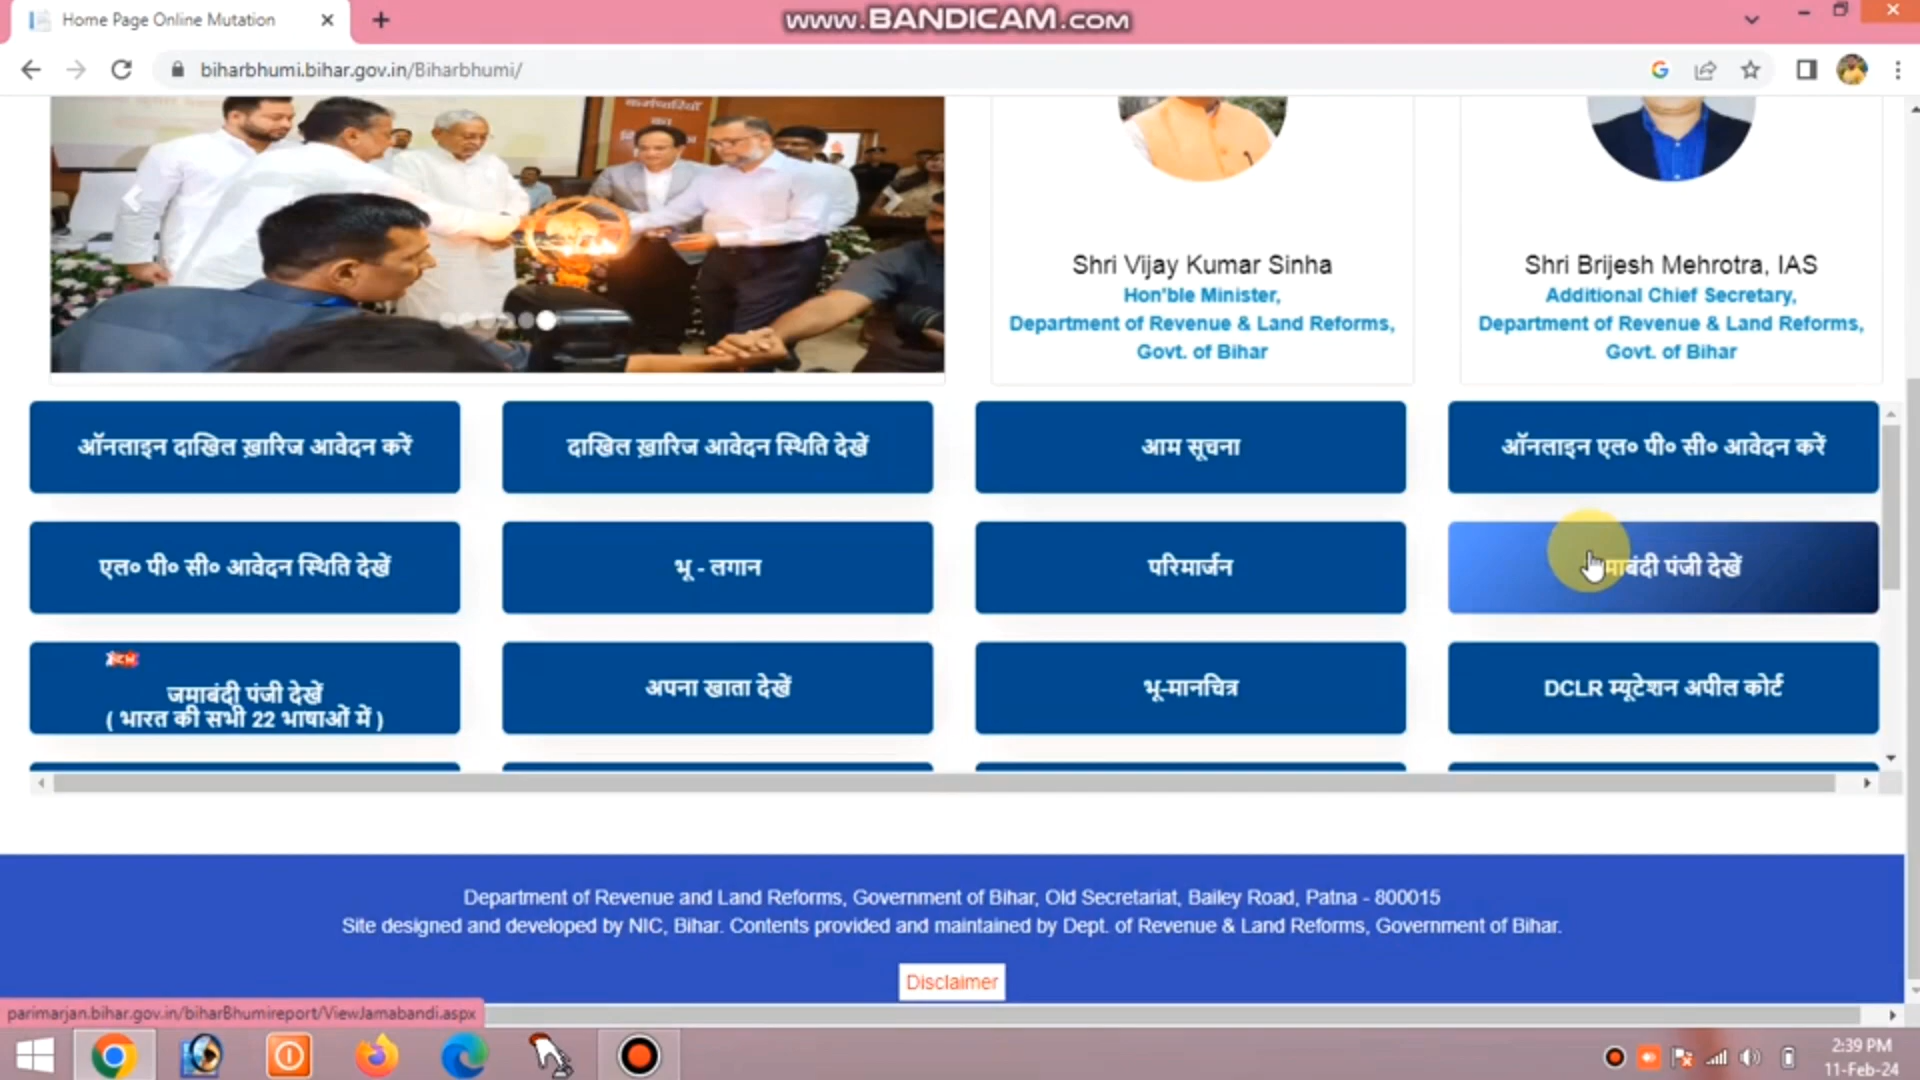 Home Page Online Mutation
www.BANDICAM.com
biharbhumi.bihar.gov.in/Biharbhumi/
Shri Vijay Kumar Sinha
Hon'ble Minister,
Department of Revenue & Land Reforms,
Govt. of Bihar
Shri Brijesh Mehrotra, IAS
Additional Chief Secretary,
Department of Revenue & Land Reforms,
Govt. of Bihar
ऑनलाइन दाखिल ख़ारिज आवेदन करें
दाखिल ख़ारिज आवेदन स्थिति देखें
आम सूचना
ऑनलाइन एल० पी० सी० आवेदन करें
एल० पी० सी० आवेदन स्थिति देखें
भू - लगान
परिमार्जन
माबंदी पंजी देखें
जमाबंदी पंजी देखें
( भारत की सभी 22 भाषाओं में )
अपना खाता देखें
भू-मानचित्र
DCLR म्यूटेशन अपील कोर्ट
Department of Revenue and Land Reforms, Government of Bihar, Old Secretariat, Bailey Road, Patna - 800015
Site designed and developed by NIC, Bihar. Contents provided and maintained by Dept. of Revenue & Land Reforms, Government of Bihar.
Disclaimer
parimarjan.bihar.gov.in/biharBhumireport/ViewJamabandi.aspx
2:39 PM
11-Feb-24